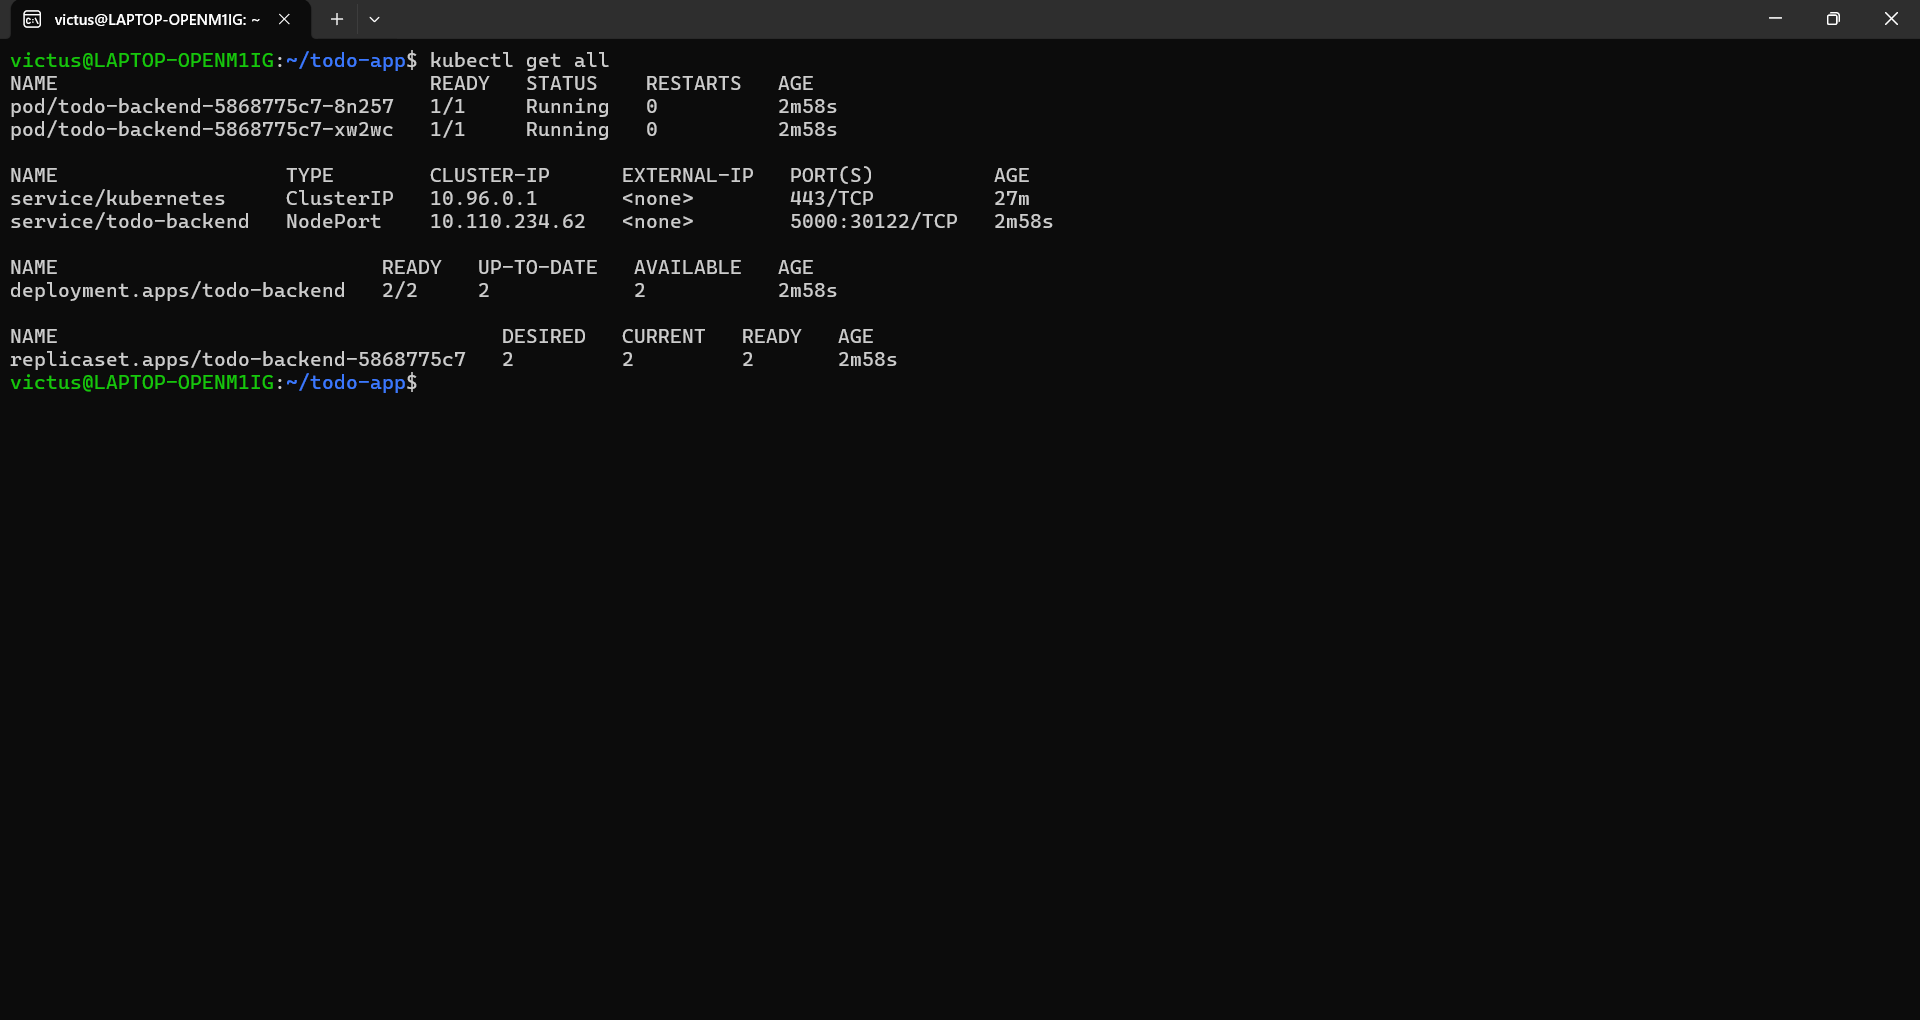 victus@LAPTOP-OPENM1IG: ~
victus@LAPTOP-OPENM1IG:~/todo-app$ kubectl get all
NAME                               READY   STATUS    RESTARTS   AGE
pod/todo-backend-5868775c7-8n257   1/1     Running   0          2m58s
pod/todo-backend-5868775c7-xw2wc   1/1     Running   0          2m58s
NAME                   TYPE        CLUSTER-IP      EXTERNAL-IP   PORT(S)          AGE
service/kubernetes     ClusterIP   10.96.0.1       <none>        443/TCP          27m
service/todo-backend   NodePort    10.110.234.62   <none>        5000:30122/TCP   2m58s
NAME                           READY   UP-TO-DATE   AVAILABLE   AGE
deployment.apps/todo-backend   2/2     2            2           2m58s
NAME                                     DESIRED   CURRENT   READY   AGE
replicaset.apps/todo-backend-5868775c7   2         2         2       2m58s
victus@LAPTOP-OPENM1IG:~/todo-app$